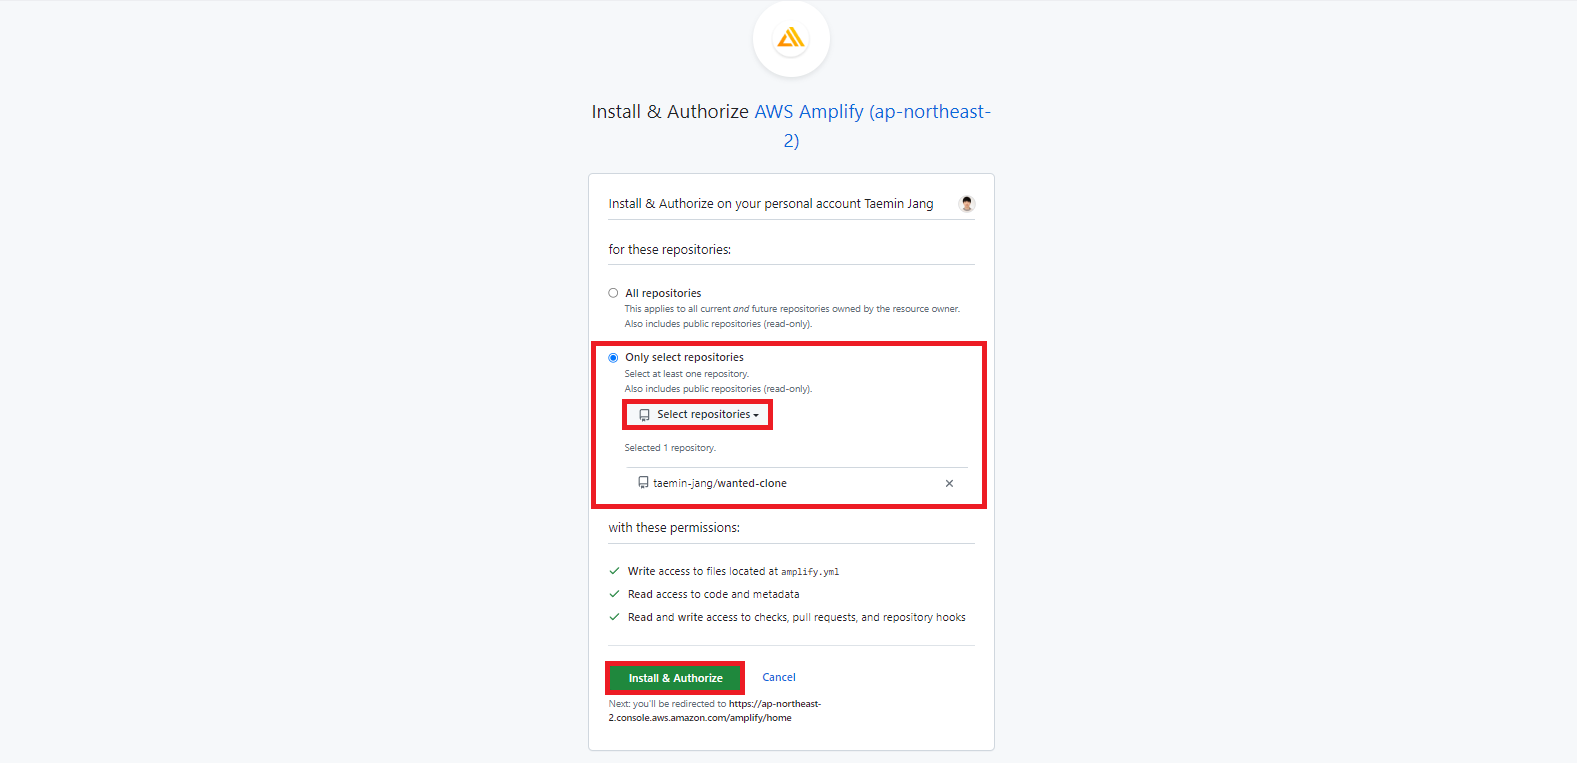 Install & Authorize AWS Amplify (ap-northeast-
2)
Install & Authorize on your personal account Taemin Jang
for these repositories:
All repositories
This applies to all current and future repositories owned by the resource owner.
Also includes public repositories (read-only).
Only select repositories
Select at least one repository.
Also includes public repositories (read-only).
Select repositories
Selected 1 repository.
taemin-jang/wanted-clone
with these permissions:
Write access to files located at amplify.yml
Read access to code and metadata
Read and write access to checks, pull requests, and repository hooks
Install & Authorize Cancel
Next: you'll be redirected to https://ap-northeast-
2.console.aws.amazon.com/amplify/home